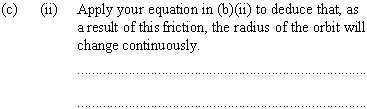 (c) (ii) Apply your equation in (b)(ii) to deduce that, as
a result of this friction, the radius of the orbit will
change continuously.